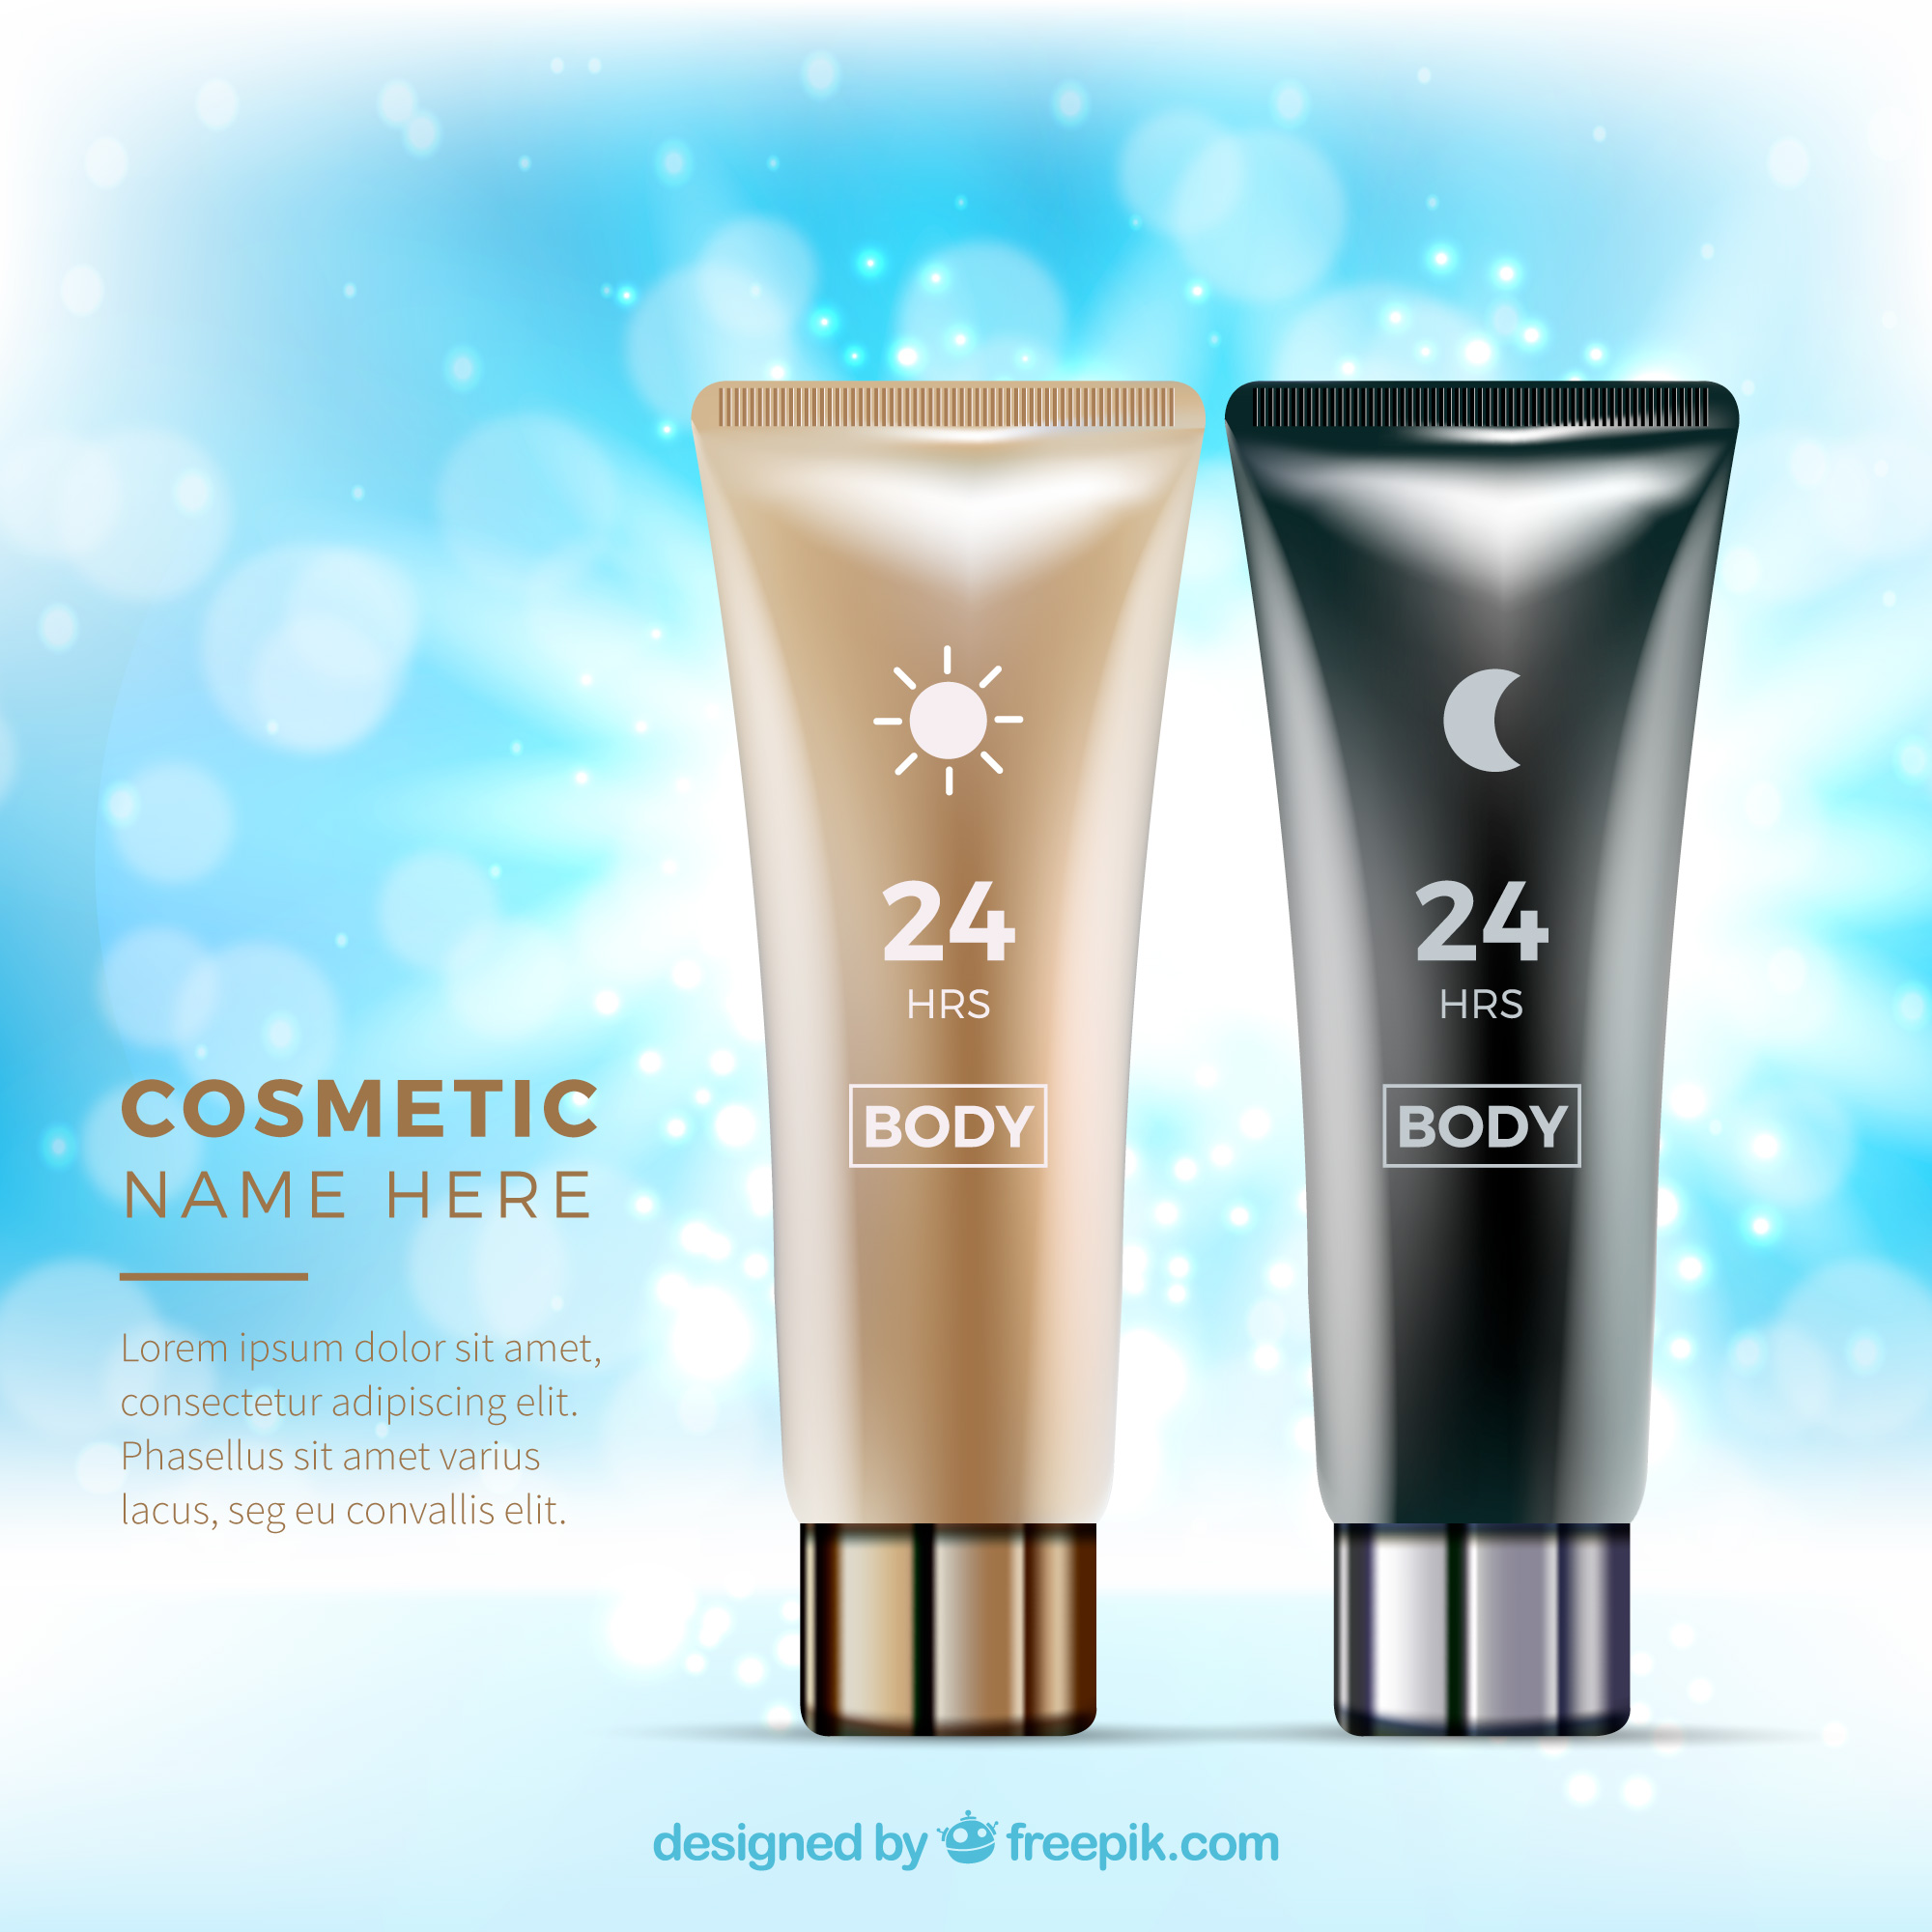 COSMETIC
NAME HERE
Lorem ipsum dolor sit amet,
consectetur adipiscing elit.
Phasellus sit amet varius
lacus, seg eu convallis elit.
24
HRS
BODY
24
HRS
BODY
designed by freepik.com